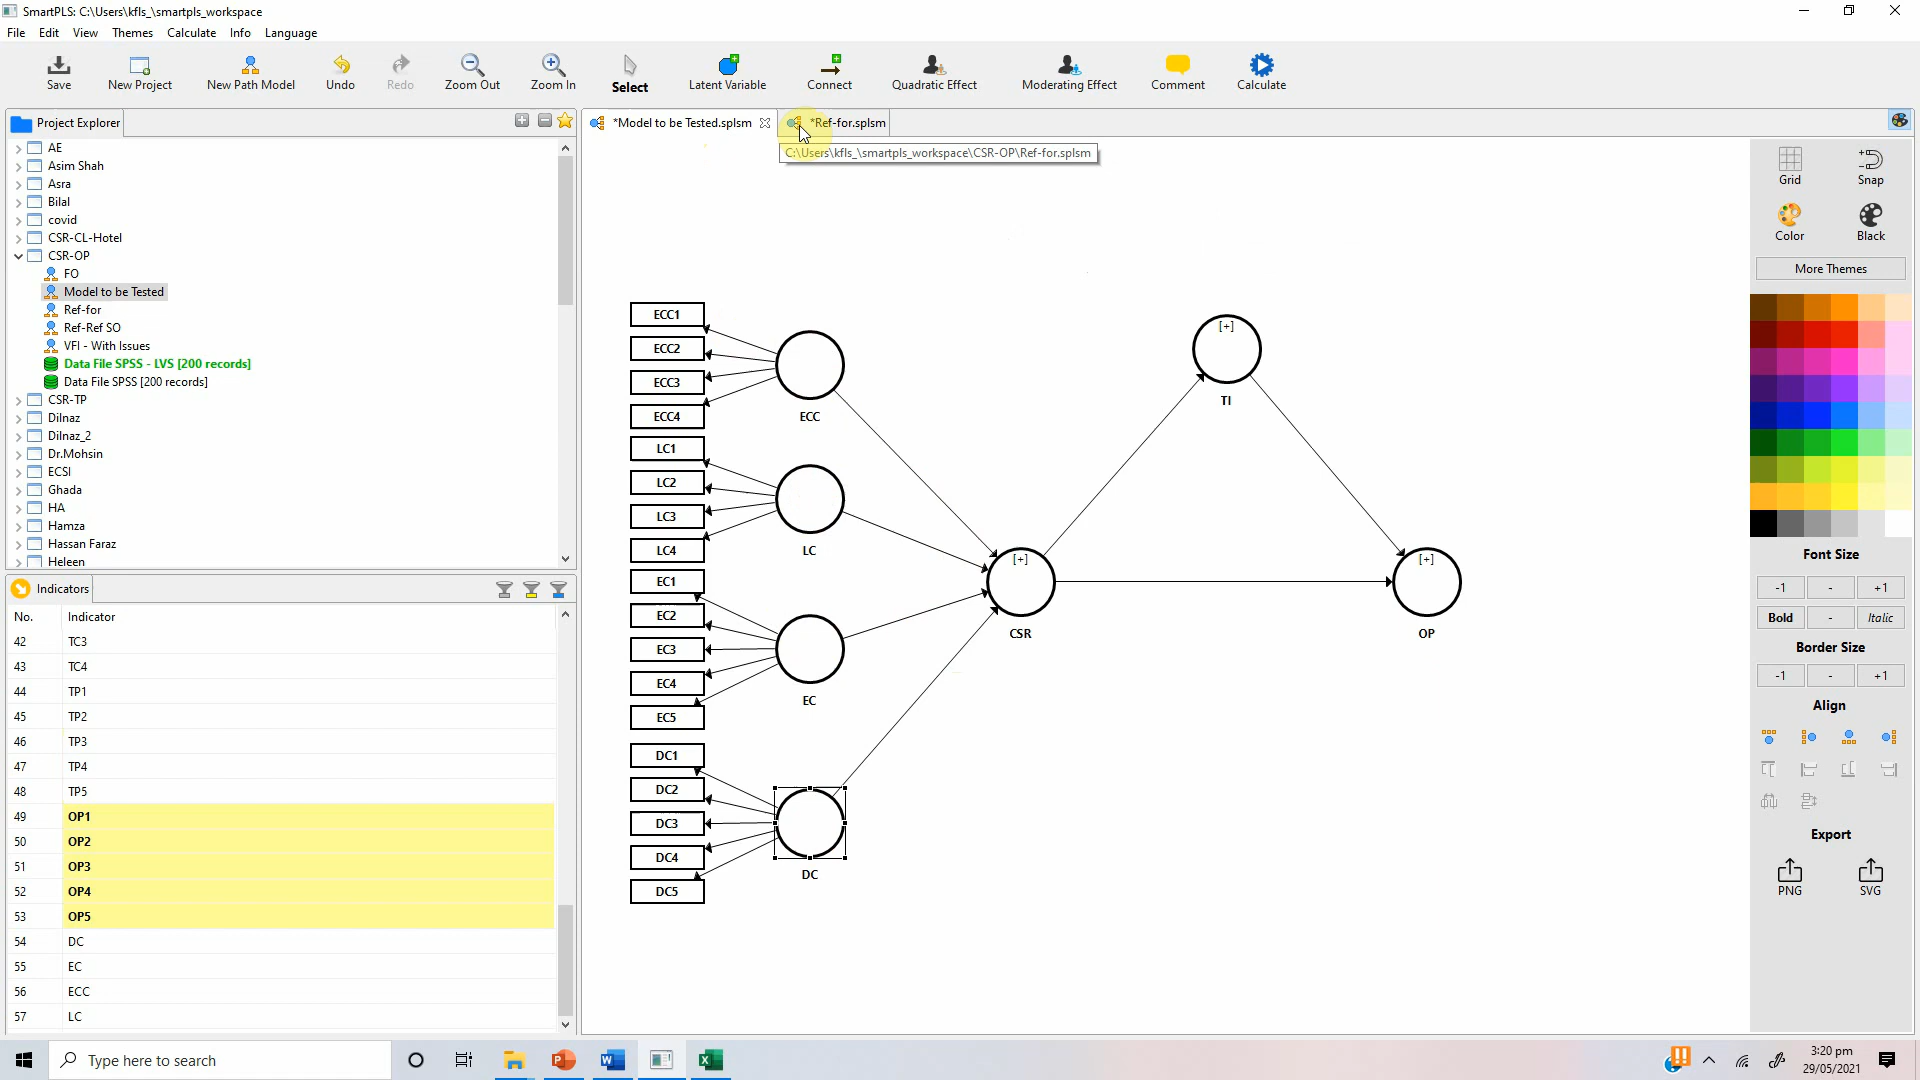 SmartPLS: C:\Users\kfls_\smartpls_workspace
File Edit View Themes Calculate Info Language
Save New Project New Path Model Undo Redo Zoom Out Zoom In Select Latent Variable Connect Quadratic Effect Moderating Effect Comment Calculate
Project Explorer
*Model to be Tested.splsm
*Ref-for.splsm
C:\Users\kfls_\smartpls_workspace\CSR-OP\Ref-for.splsm
AE
Asim Shah
Asra
Bilal
covid
CSR-CL-Hotel
CSR-OP
FO
Model to be Tested
Ref-for
Ref-Ref SO
VFI - With Issues
Data File SPSS - LVS [200 records]
Data File SPSS [200 records]
CSR-TP
Dilnaz
Dilnaz_2
Dr.Mohsin
ECSI
Ghada
HA
Hamza
Hassan Faraz
Heleen
Indicators
No. Indicator
42 TC3
43 TC4
44 TP1
45 TP2
46 TP3
47 TP4
48 TP5
49 OP1
50 OP2
51 OP3
52 OP4
53 OP5
54 DC
55 EC
56 ECC
57 LC
ECC1
ECC2
ECC3
ECC4
ECC
LC1
LC2
LC3
LC4
LC
EC1
EC2
EC3
EC4
EC5
EC
DC1
DC2
DC3
DC4
DC5
DC
[+]
CSR
[+]
TI
[+]
OP
Grid Snap
Color Black
More Themes
Font Size
-1 - +1
Bold - Italic
Border Size
-1 - +1
Align
Export
PNG SVG
Type here to search
3:20 pm
29/05/2021